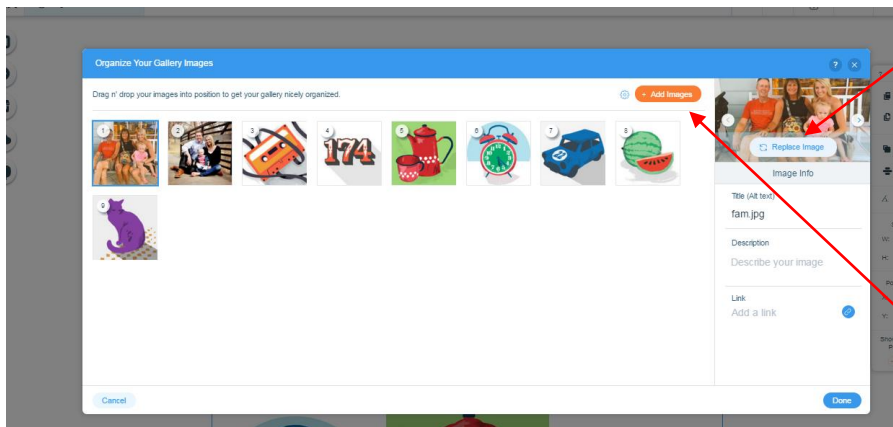 Organize Your Gallery Images
?
Drag n' drop your images into position to get your gallery nicely organized.
+ Add Images
1
2
3
4
174
5
6
7
22
8
9
Replace Image
Image Info
Title (Alt text)
fam.jpg
Description
Describe your image
Link
Add a link
W:
H:
Y:
Cancel
Done